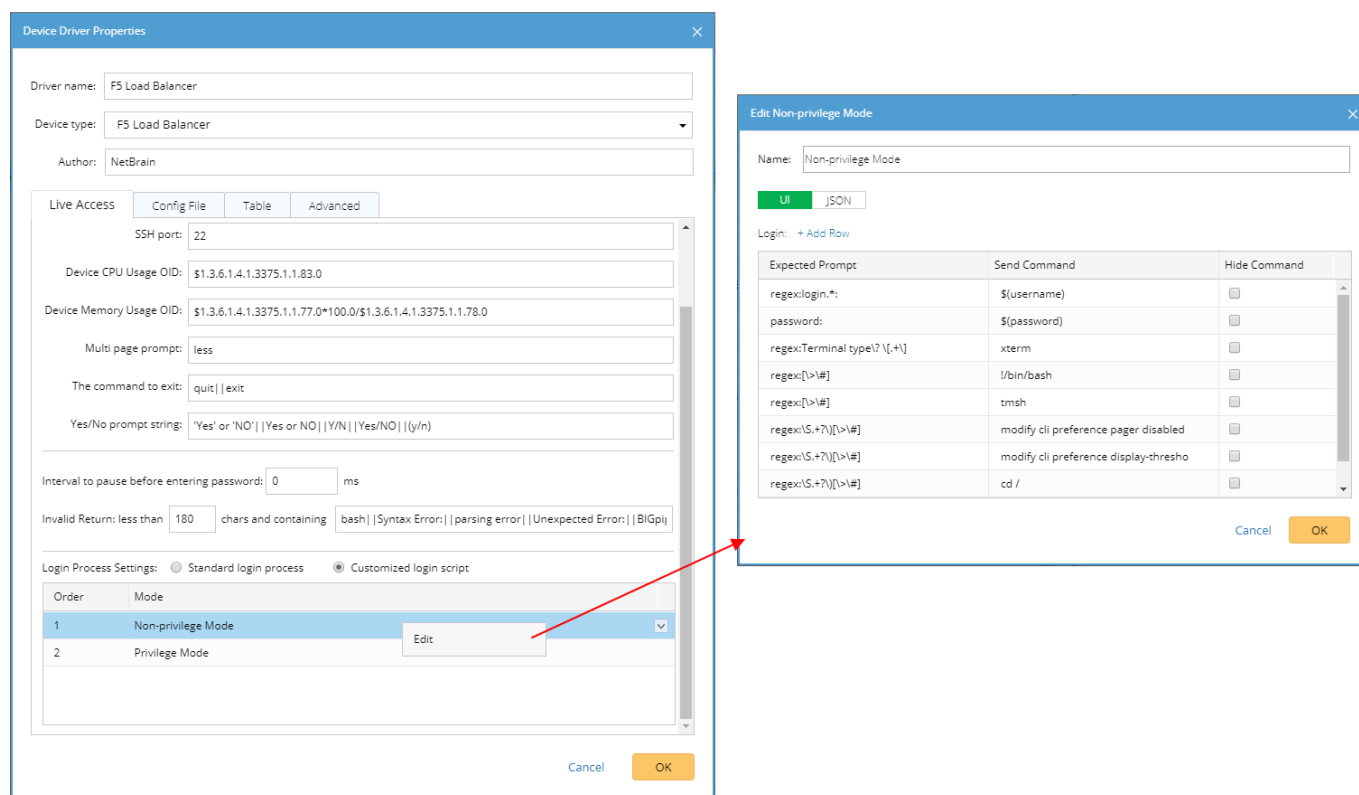 Device Driver Properties
Driver name: F5 Load Balancer
Device type: F5 Load Balancer
Author: NetBrain
Live Access Config File Table Advanced
SSH port: 22
Device CPU Usage OID: $1.3.6.1.4.1.3375.1.1.83.0
Device Memory Usage OID: $1.3.6.1.4.1.3375.1.1.77.0*100.0/$1.3.6.1.4.1.3375.1.1.78.0
Multi page prompt: less
The command to exit: quit||exit
Yes/No prompt string: 'Yes' or 'NO'||Yes or NO||Y/N||Yes/NO||(y/n)
Interval to pause before entering password: 0 ms
Invalid Return: less than 180 chars and containing bash||Syntax Error:||parsing error||Unexpected Error:||BIGpip
Login Process Settings: Standard login process Customized login script
Order Mode
1 Non-privilege Mode
Edit
2 Privilege Mode
Cancel OK
Edit Non-privilege Mode
Name: Non-privilege Mode
UI JSON
Login: + Add Row
Expected Prompt Send Command Hide Command
regex:login.*: $(username)
password: $(password)
regex:Terminal type\? \[.+\] xterm
regex:[\>\#] !/bin/bash
regex:[\>\#] tmsh
regex:\S.+?\)[\>\#] modify cli preference pager disabled
regex:\S.+?\)[\>\#] modify cli preference display-thresho
regex:\S.+?\)[\>\#] cd /
Cancel OK